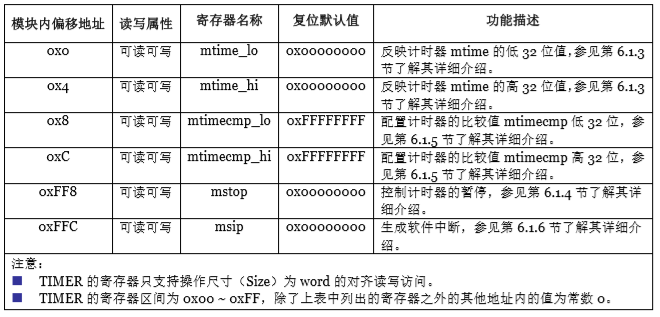 模块内偏移地址 读写属性 寄存器名称 复位默认值 功能描述
0x0 可读可写 mtime_lo 0x00000000 反映计时器 mtime 的低 32 位值，参见第 6.1.3
节了解其详细介绍。
0x4 可读可写 mtime_hi 0x00000000 反映计时器 mtime 的高 32 位值，参见第 6.1.3
节了解其详细介绍。
0x8 可读可写 mtimecmp_lo 0xFFFFFFFF 配置计时器的比较值 mtimecmp 低 32 位，参
见第 6.1.5 节了解其详细介绍。
0xC 可读可写 mtimecmp_hi 0xFFFFFFFF 配置计时器的比较值 mtimecmp 高 32 位，参
见第 6.1.5 节了解其详细介绍。
0xFF8 可读可写 mstop 0x00000000 控制计时器的暂停，参见第 6.1.4 节了解其详
细介绍。
0xFFC 可读可写 msip 0x00000000 生成软件中断，参见第 6.1.6 节了解其详细介
绍。
注意：
■ TIMER 的寄存器只支持操作尺寸（Size）为 word 的对齐读写访问。
■ TIMER 的寄存器区间为 0x00 ~ 0xFF，除了上表中列出的寄存器之外的其他地址内的值为常数 0。